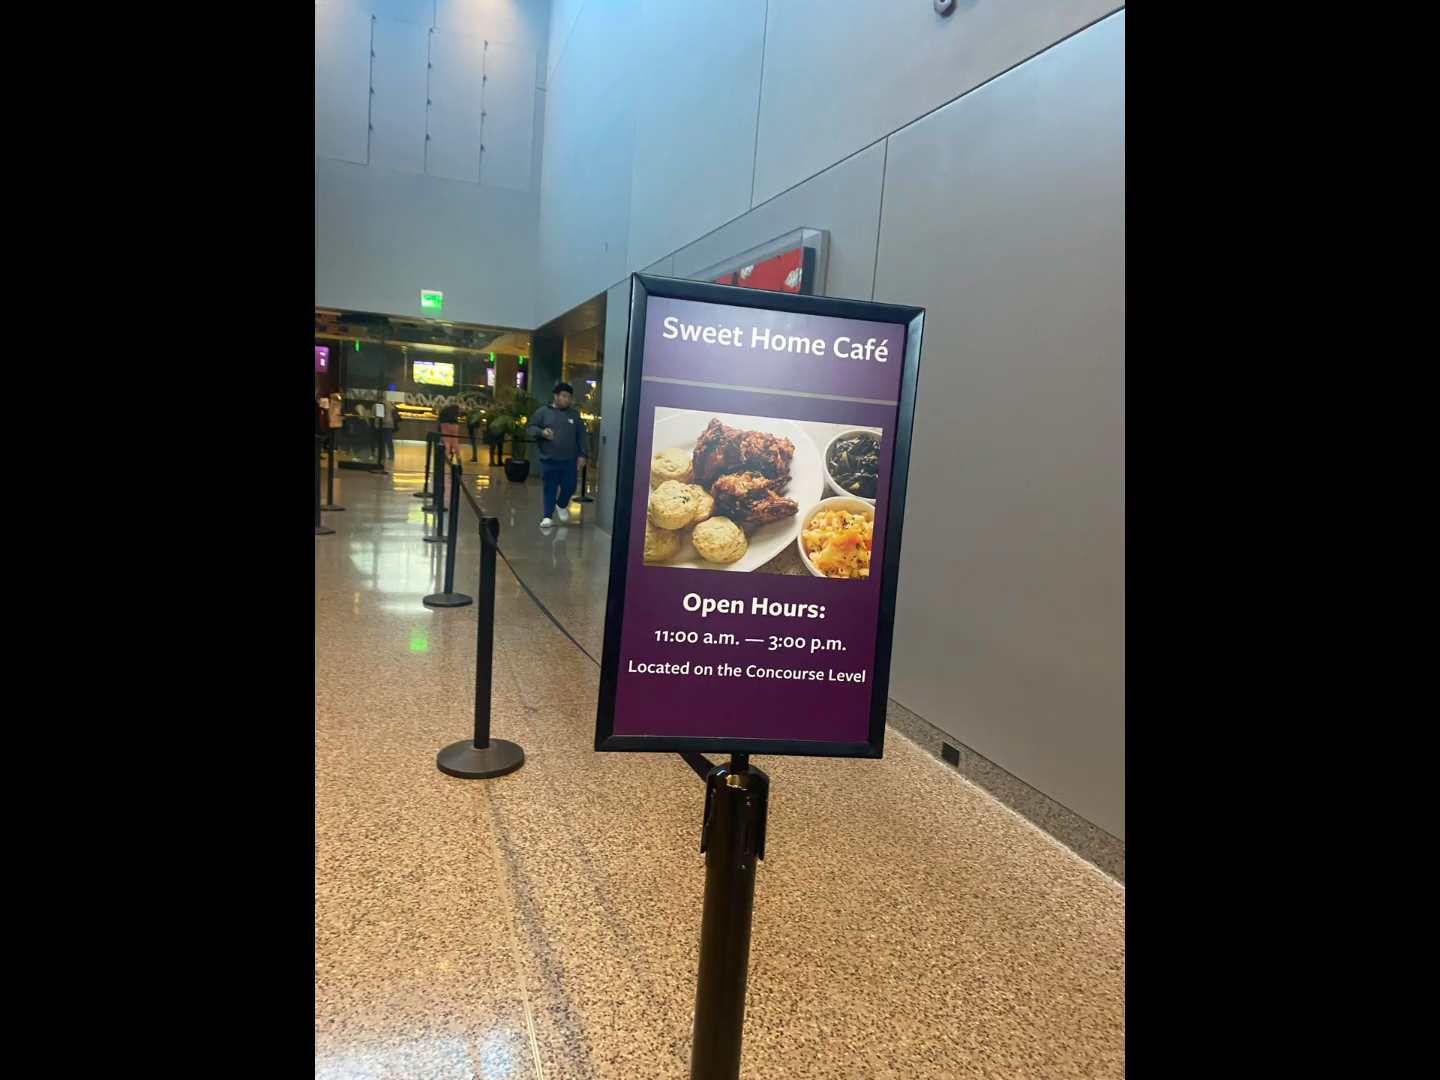 Sweet Home Café
Open Hours:
11:00 a.m. — 3:00 p.m.
Located on the Concourse Level